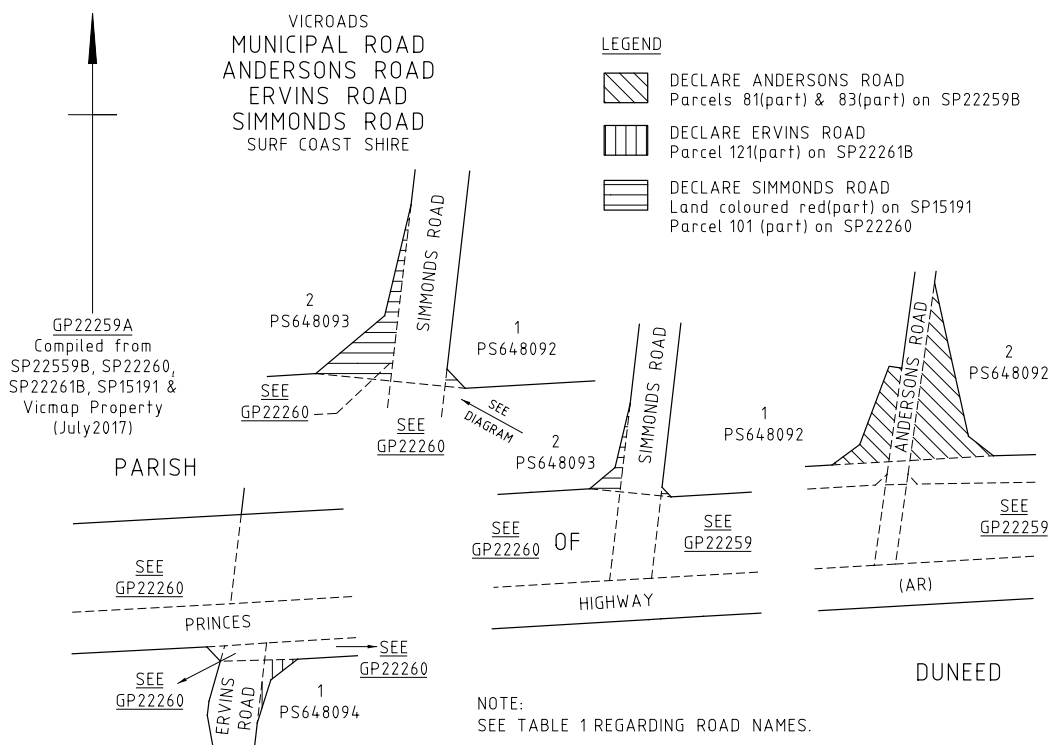 VICROADS
MUNICIPAL ROAD
ANDERSONS ROAD
ERVINS ROAD
SIMMONDS ROAD
SURF COAST SHIRE
LEGEND
DECLARE ANDERSONS ROAD
Parcels 81(part) & 83(part) on SP22259B
DECLARE ERVINS ROAD
Parcel 121(part) on SP22261B
DECLARE SIMMONDS ROAD
Land coloured red(part) on SP15191
Parcel 101 (part) on SP22260
GP22259A
Compiled from
SP22559B, SP22260,
SP22261B, SP15191 &
Vicmap Property
(July2017)
2
PS648093
SIMMONDS ROAD
1
PS648092
SEE
GP22260
SEE
GP22260
SEE
DIAGRAM
2
PS648093
SIMMONDS ROAD
1
PS648092
ANDERSONS ROAD
2
PS648092
PARISH
SEE
GP22260
OF
SEE
GP22259
SEE
GP22259
SEE
GP22260
PRINCES
HIGHWAY
(AR)
SEE
GP22260
SEE
GP22260
ERVINS
ROAD
1
PS648094
DUNEED
NOTE:
SEE TABLE 1 REGARDING ROAD NAMES.